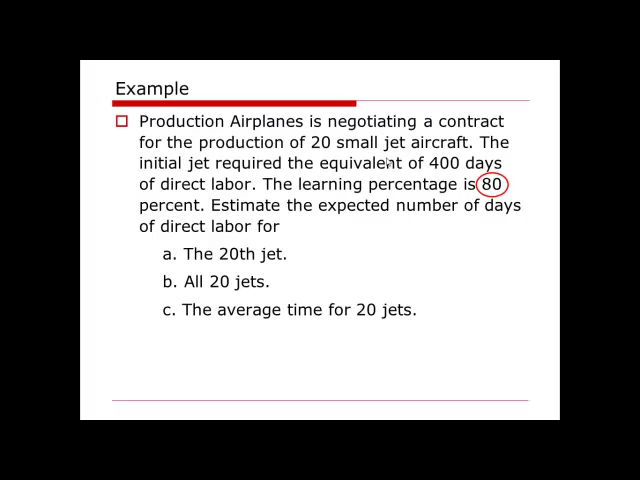 Example
Production Airplanes is negotiating a contract
for the production of 20 small jet aircraft. The
initial jet required the equivalent of 400 days
of direct labor. The learning percentage is 80
percent. Estimate the expected number of days
of direct labor for
a. The 20th jet.
b. All 20 jets.
c. The average time for 20 jets.